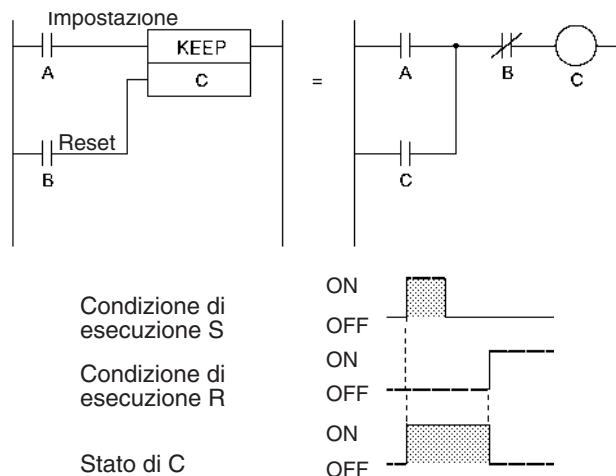 Impostazione
KEEP
A
C
Reset
B
=
A
B
C
C
Condizione di
esecuzione S
ON
OFF
Condizione di
esecuzione R
ON
OFF
Stato di C
ON
OFF